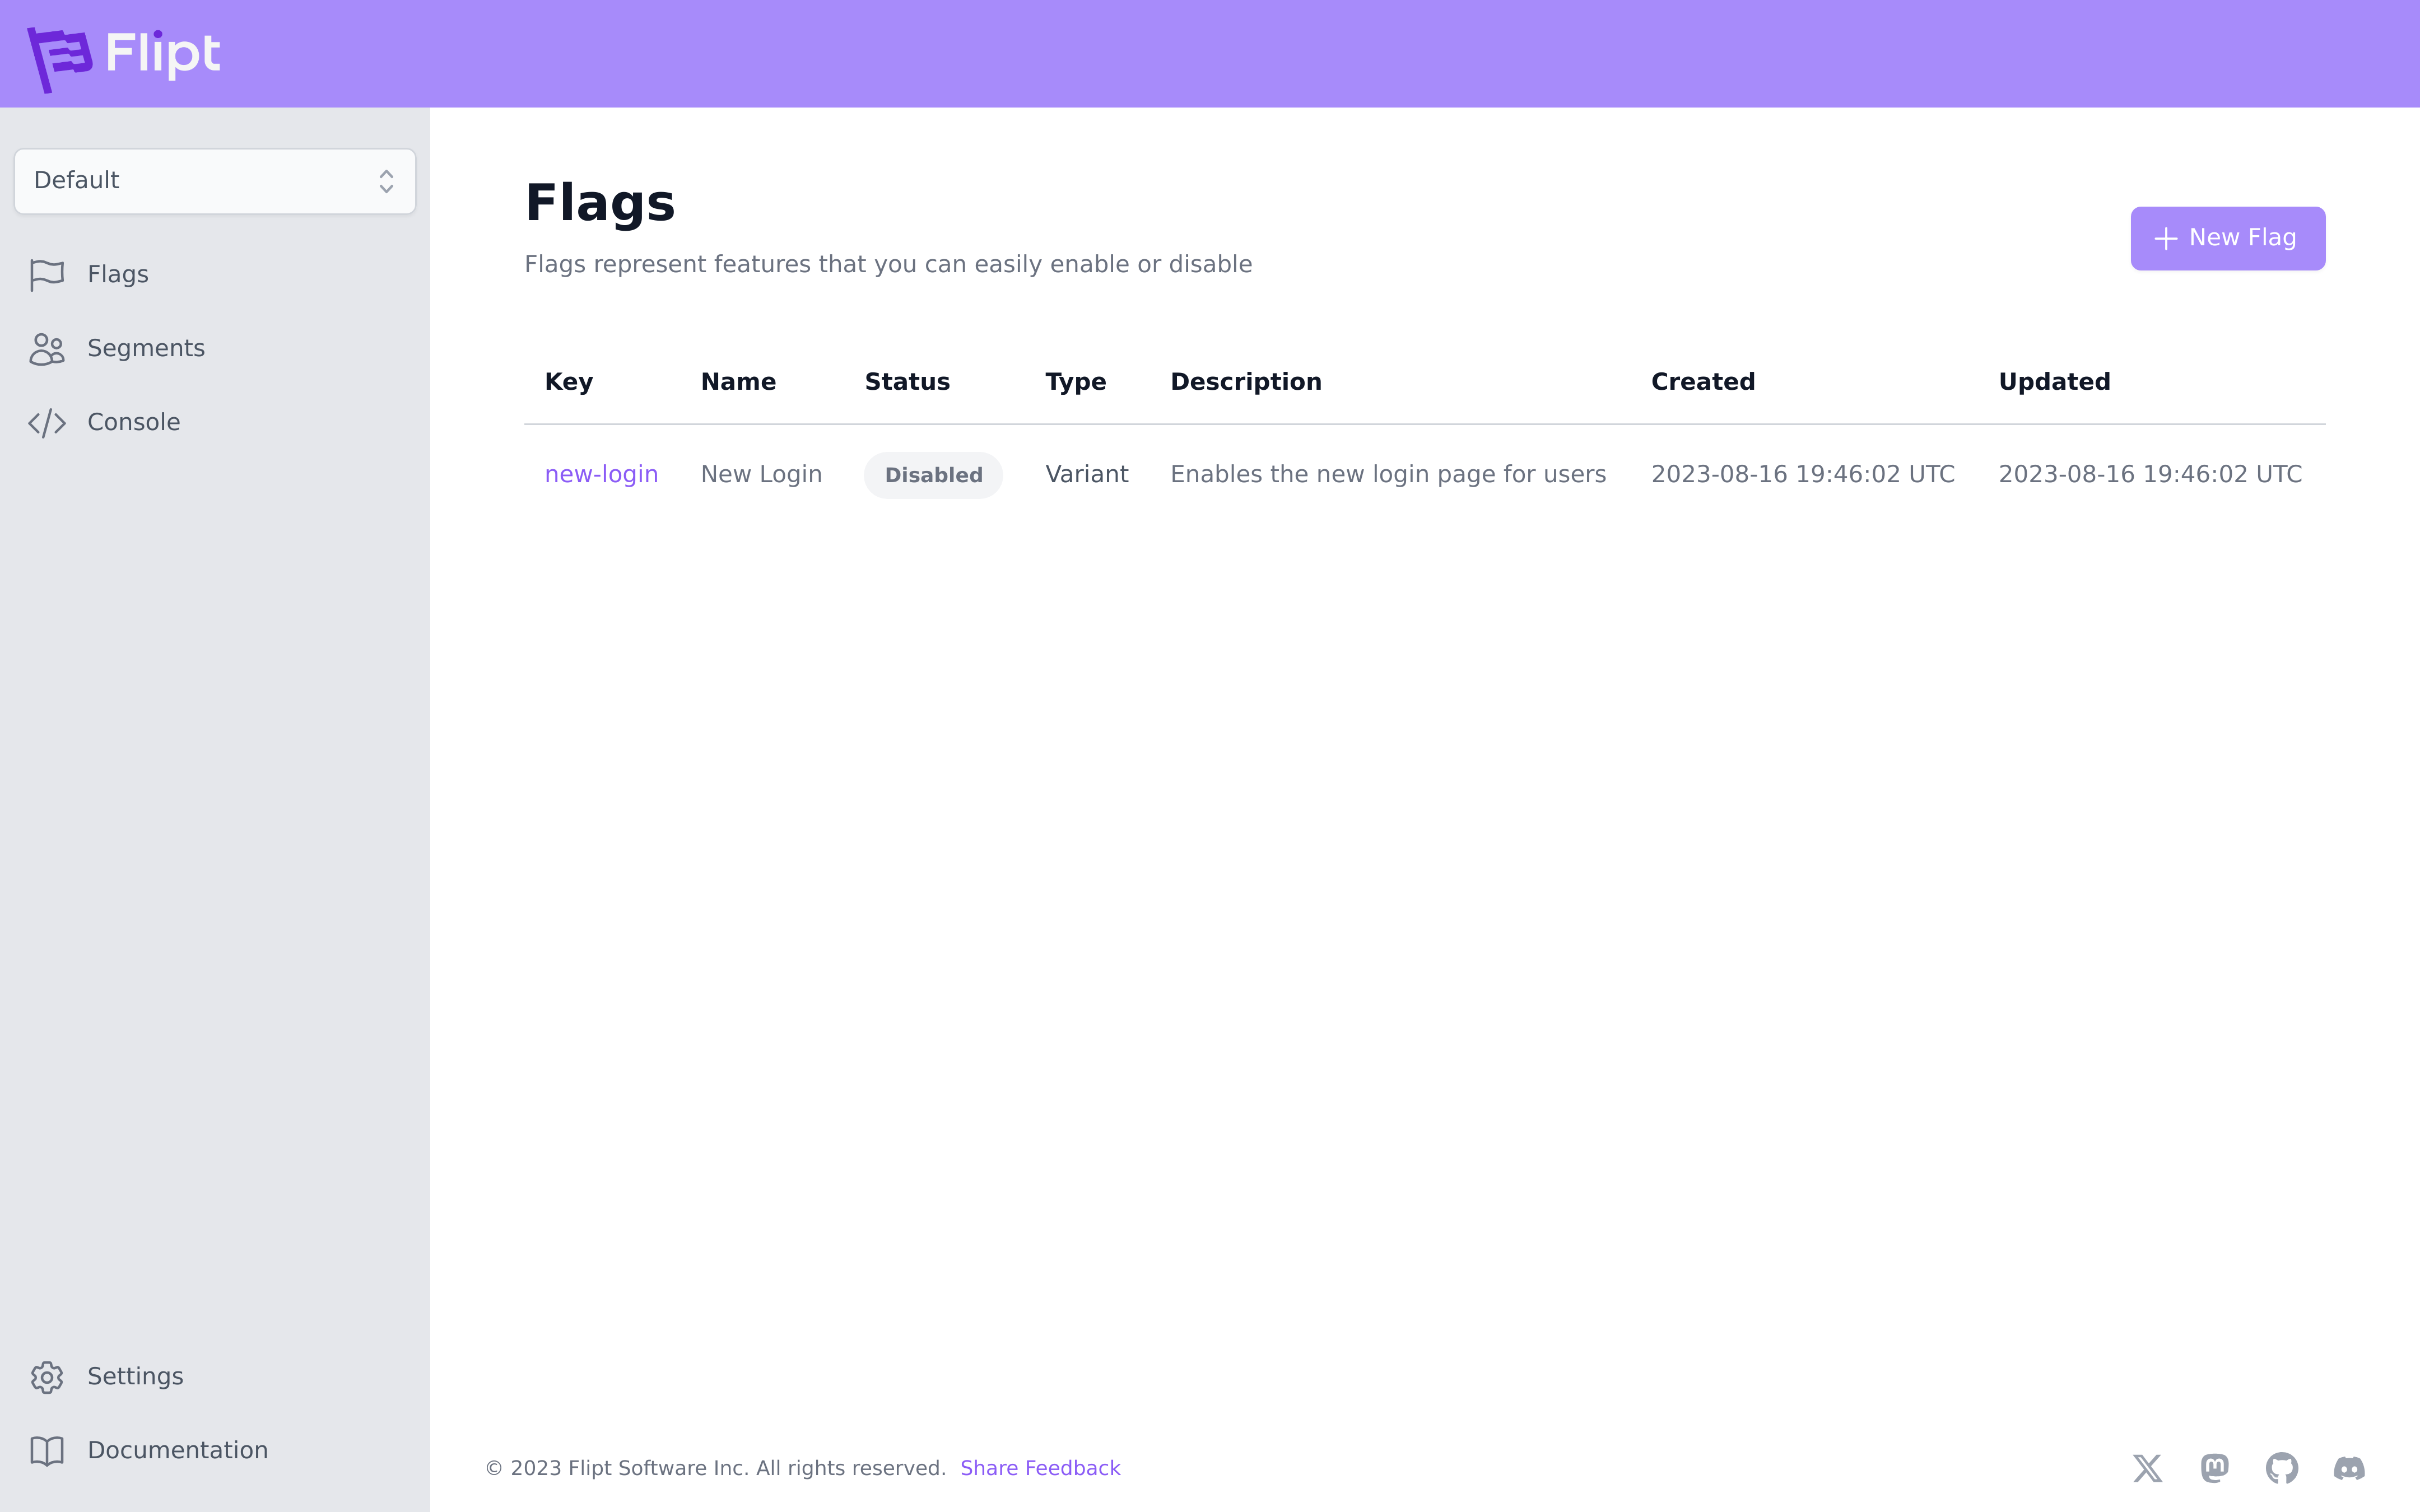 Flipt
Default
Flags
Segments
Console
Settings
Documentation
Flags
Flags represent features that you can easily enable or disable
New Flag
Key Name Status Type Description Created Updated
new-login New Login Disabled Variant Enables the new login page for users 2023-08-16 19:46:02 UTC 2023-08-16 19:46:02 UTC
© 2023 Flipt Software Inc. All rights reserved. Share Feedback